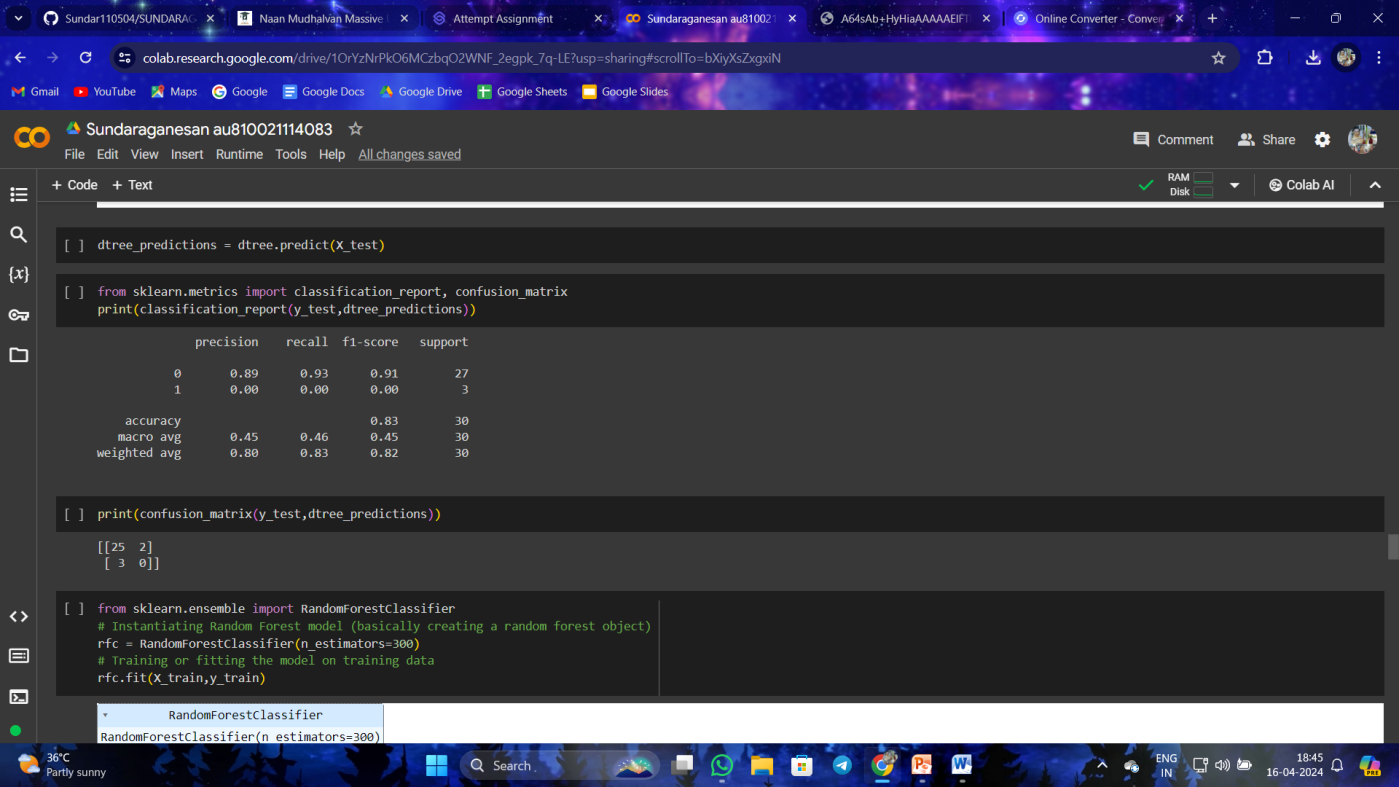 Sundar110504/SUNDARAG
Naan Mudhalvan Massive
Attempt Assignment
Sundaraganesan au810021
A64sAb+HyHiaAAAAAElFT
Online Converter - Conver
colab.research.google.com/drive/1OrYzNrPkO6MCzbqO2WNF_2egpk_7q-LE?usp=sharing#scrollTo=bXiyXsZxgxiN
Gmail YouTube Maps Google Google Docs Google Drive Google Sheets Google Slides
Sundaraganesan au810021114083
Comment Share
File Edit View Insert Runtime Tools Help All changes saved
+ Code + Text
RAM
Disk
Colab AI
[ ] dtree_predictions = dtree.predict(X_test)
[ ] from sklearn.metrics import classification_report, confusion_matrix
print(classification_report(y_test,dtree_predictions))
precision recall f1-score support
0 0.89 0.93 0.91 27
1 0.00 0.00 0.00 3
accuracy 0.83 30
macro avg 0.45 0.46 0.45 30
weighted avg 0.80 0.83 0.82 30
[ ] print(confusion_matrix(y_test,dtree_predictions))
[[25 2]
[ 3 0]]
[ ] from sklearn.ensemble import RandomForestClassifier
# Instantiating Random Forest model (basically creating a random forest object)
rfc = RandomForestClassifier(n_estimators=300)
# Training or fitting the model on training data
rfc.fit(X_train,y_train)
RandomForestClassifier
RandomForestClassifier(n_estimators=300)
36°C
Partly sunny
Search
ENG
IN
18:45
16-04-2024
PRE